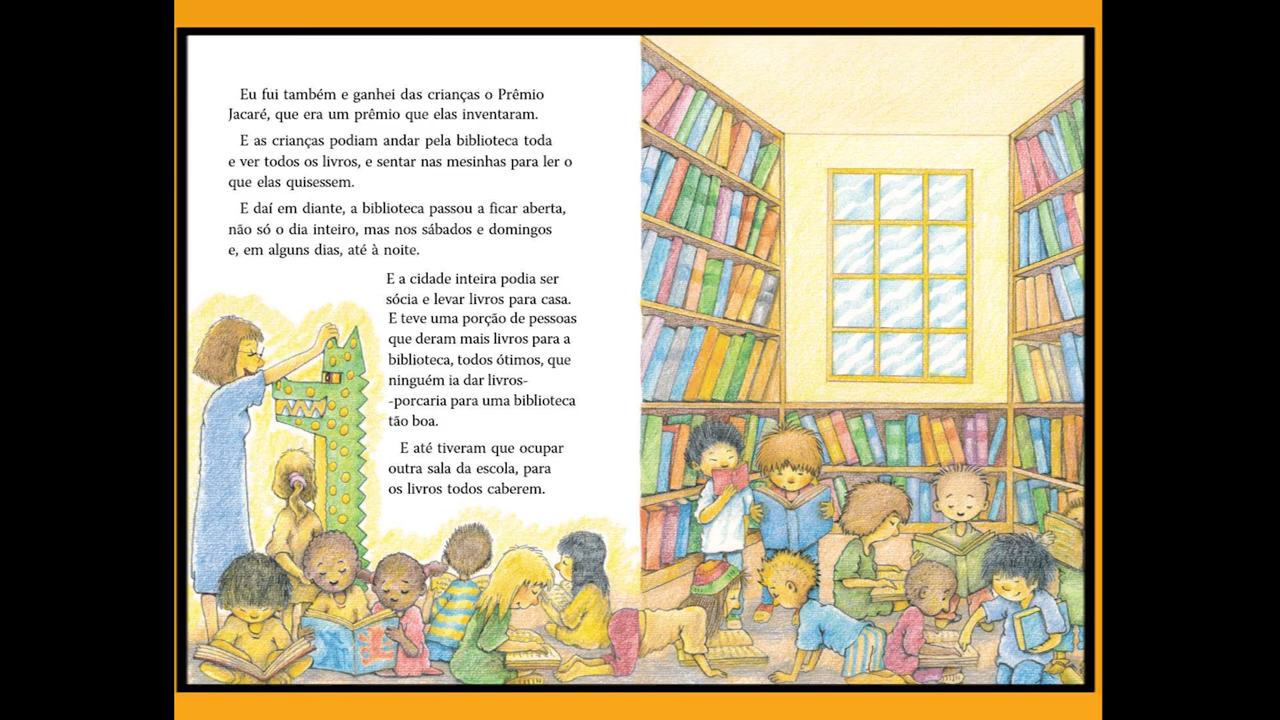 Eu fui também e ganhei das crianças o Prêmio
Jacaré, que era um prêmio que elas inventaram.
E as crianças podiam andar pela biblioteca toda
e ver todos os livros, e sentar nas mesinhas para ler o
que elas quisessem.
E daí em diante, a biblioteca passou a ficar aberta,
não só o dia inteiro, mas nos sábados e domingos
e, em alguns dias, até à noite.
E a cidade inteira podia ser
sócia e levar livros para casa.
E teve uma porção de pessoas
que deram mais livros para a
biblioteca, todos ótimos, que
ninguém ia dar livros-
-porcaria para uma biblioteca
tão boa.
E até tiveram que ocupar
outra sala da escola, para
os livros todos caberem.